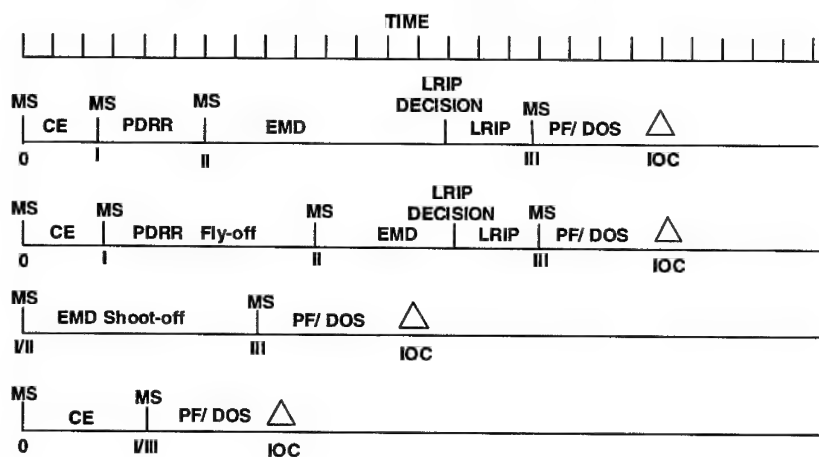 TIME
LRIP
DECISION
MS MS MS MS
CE PDRR EMD LRIP PF/ DOS
0 I II III IOC
LRIP
DECISION
MS MS MS MS
CE PDRR Fly-off EMD LRIP PF/ DOS
0 I II III IOC
MS MS
EMD Shoot-off PF/ DOS
I/II III IOC
MS MS
CE PF/ DOS
0 I/III IOC